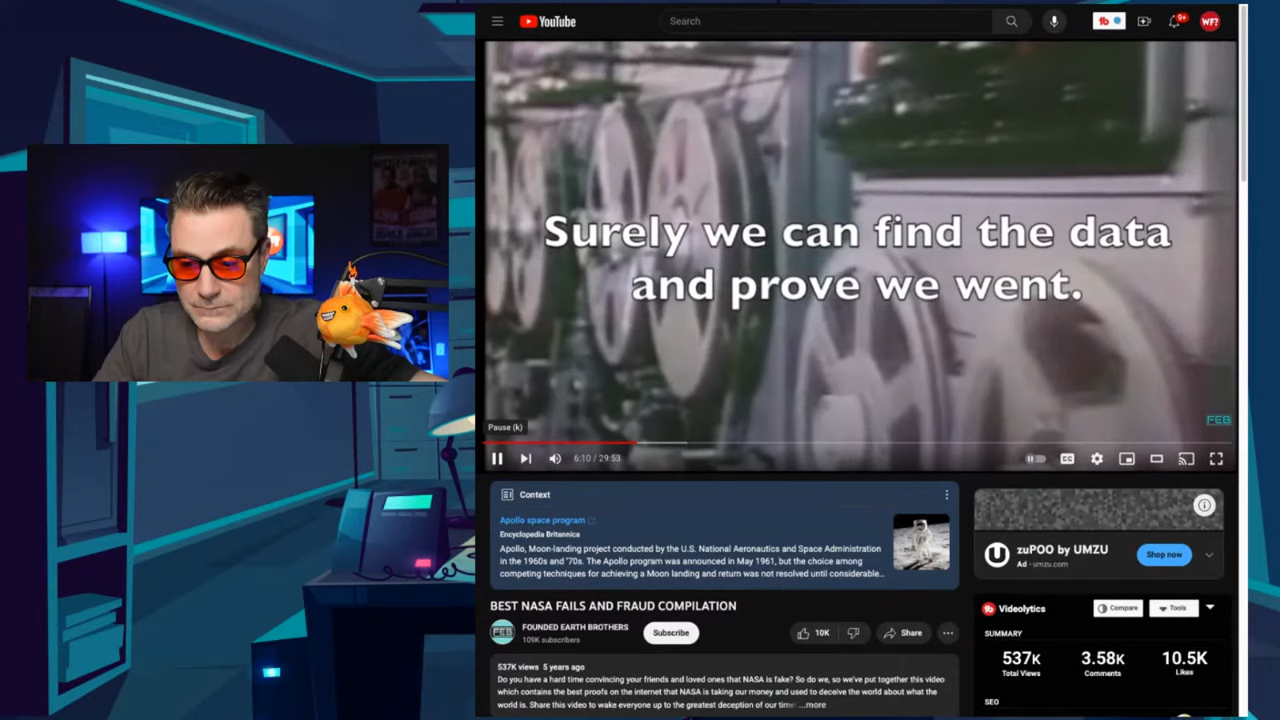 YouTube
Search
9+
WF?
Surely we can find the data
and prove we went.
FEB
Pause (k)
6:10 / 29:53
CC
Context
Apollo space program
Encyclopedia Britannica
Apollo, Moon-landing project conducted by the U.S. National Aeronautics and Space Administration
in the 1960s and '70s. The Apollo program was announced in May 1961, but the choice among
competing techniques for achieving a Moon landing and return was not resolved until considerable...
zuPOO by UMZU
Ad · umzu.com
Shop now
BEST NASA FAILS AND FRAUD COMPILATION
FEB
FOUNDED EARTH BROTHERS
109K subscribers
Subscribe
10K
Share
Videolytics
Compare
Tools
SUMMARY
537K
3.58K
10.5K
Total Views
Comments
Likes
SEO
537K views 5 years ago
Do you have a hard time convincing your friends and loved ones that NASA is fake? So do we, so we've put together this video
which contains the best proofs on the internet that NASA is taking our money and used to deceive the world about what the
world is. Share this video to wake everyone up to the greatest deception of our time! ...more